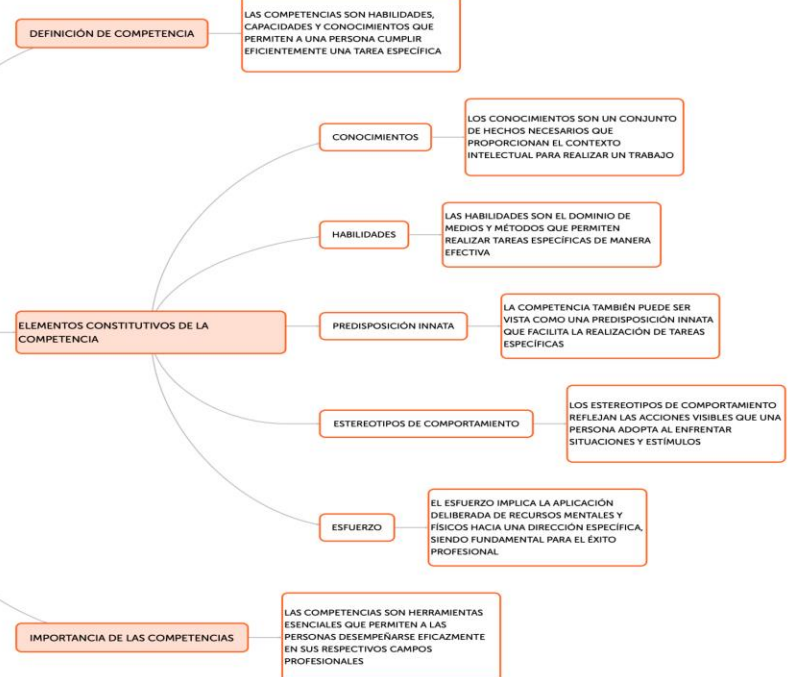 DEFINICIÓN DE COMPETENCIA
LAS COMPETENCIAS SON HABILIDADES,
CAPACIDADES Y CONOCIMIENTOS QUE
PERMITEN A UNA PERSONA CUMPLIR
EFICIENTEMENTE UNA TAREA ESPECÍFICA
ELEMENTOS CONSTITUTIVOS DE LA
COMPETENCIA
CONOCIMIENTOS
LOS CONOCIMIENTOS SON UN CONJUNTO
DE HECHOS NECESARIOS QUE
PROPORCIONAN EL CONTEXTO
INTELECTUAL PARA REALIZAR UN TRABAJO
HABILIDADES
LAS HABILIDADES SON EL DOMINIO DE
MEDIOS Y MÉTODOS QUE PERMITEN
REALIZAR TAREAS ESPECÍFICAS DE MANERA
EFECTIVA
PREDISPOSICIÓN INNATA
LA COMPETENCIA TAMBIÉN PUEDE SER
VISTA COMO UNA PREDISPOSICIÓN INNATA
QUE FACILITA LA REALIZACIÓN DE TAREAS
ESPECÍFICAS
ESTEREOTIPOS DE COMPORTAMIENTO
LOS ESTEREOTIPOS DE COMPORTAMIENTO
REFLEJAN LAS ACCIONES VISIBLES QUE UNA
PERSONA ADOPTA AL ENFRENTAR
SITUACIONES Y ESTÍMULOS
ESFUERZO
EL ESFUERZO IMPLICA LA APLICACIÓN
DELIBERADA DE RECURSOS MENTALES Y
FÍSICOS HACIA UNA DIRECCIÓN ESPECÍFICA,
SIENDO FUNDAMENTAL PARA EL ÉXITO
PROFESIONAL
IMPORTANCIA DE LAS COMPETENCIAS
LAS COMPETENCIAS SON HERRAMIENTAS
ESENCIALES QUE PERMITEN A LAS
PERSONAS DESEMPEÑARSE EFICAZMENTE
EN SUS RESPECTIVOS CAMPOS
PROFESIONALES